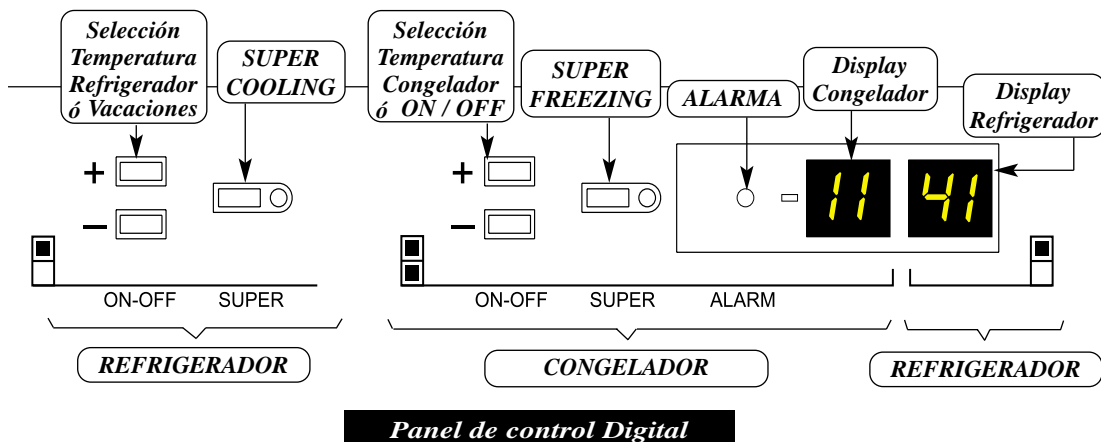 Selección
Temperatura
Refrigerador
ó Vacaciones
SUPER
COOLING
Selección
Temperatura
Congelador
ó ON / OFF
SUPER
FREEZING
ALARMA
Display
Congelador
Display
Refrigerador
+
+
11
41
–
–
ON-OFF
SUPER
ON-OFF
SUPER
ALARM
REFRIGERADOR
CONGELADOR
REFRIGERADOR
Panel de control Digital